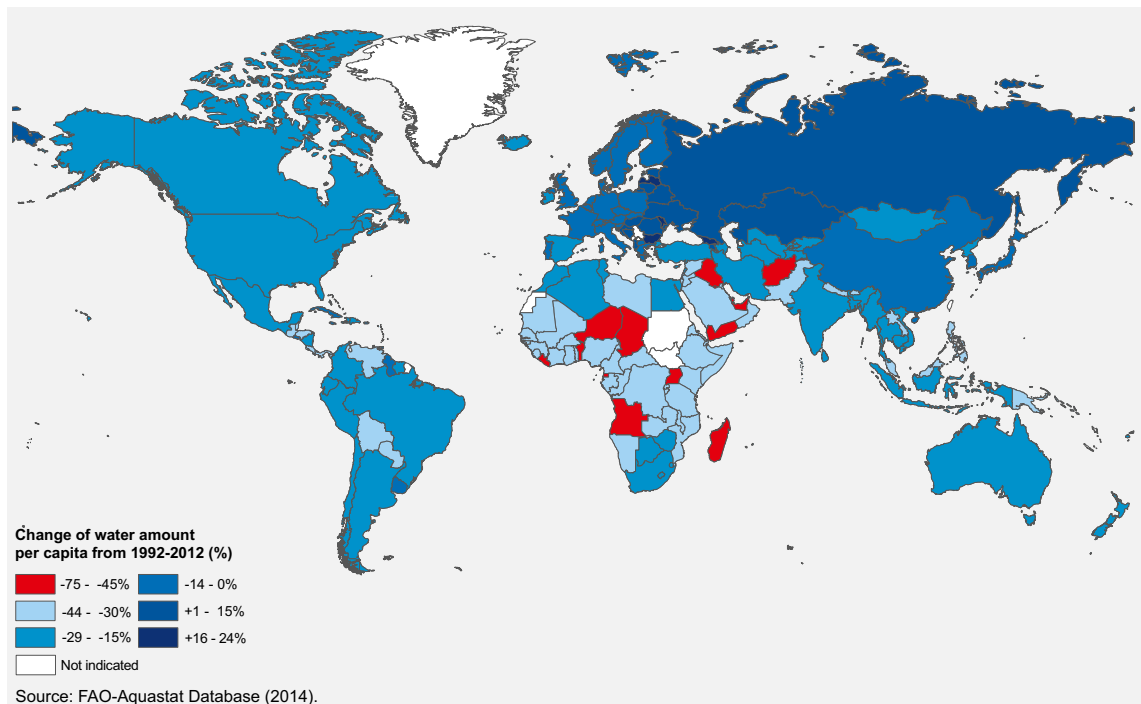 Change of water amount
per capita from 1992-2012 (%)
-75 - -45%
-14 - 0%
-44 - -30%
+1 - 15%
-29 - -15%
+16 - 24%
Not indicated
Source: FAO-Aquastat Database (2014).